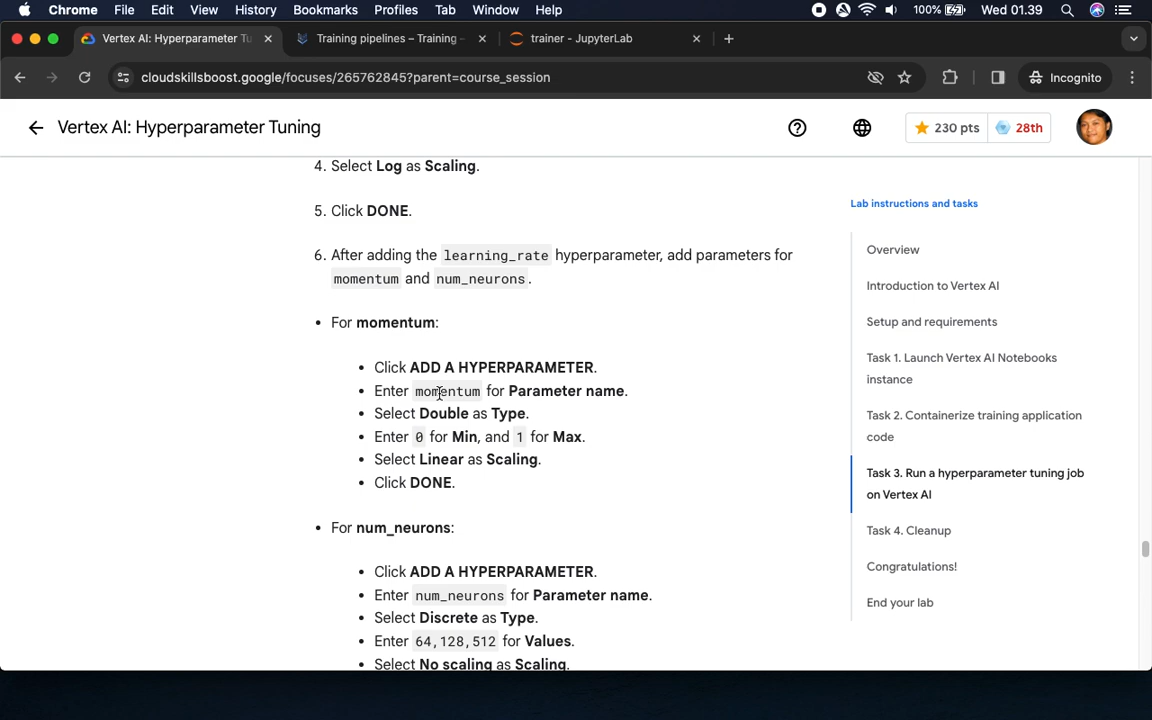 Chrome File Edit View History Bookmarks Profiles Tab Window Help 100% Wed 01.39
Vertex AI: Hyperparameter Tu Training pipelines – Training - trainer - JupyterLab
cloudskillsboost.google/focuses/265762845?parent=course_session Incognito
Vertex AI: Hyperparameter Tuning 230 pts 28th
4. Select Log as Scaling.
5. Click DONE.
6. After adding the learning_rate hyperparameter, add parameters for
momentum and num_neurons.
• For momentum:
• Click ADD A HYPERPARAMETER.
• Enter momentum for Parameter name.
• Select Double as Type.
• Enter 0 for Min, and 1 for Max.
• Select Linear as Scaling.
• Click DONE.
• For num_neurons:
• Click ADD A HYPERPARAMETER.
• Enter num_neurons for Parameter name.
• Select Discrete as Type.
• Enter 64,128,512 for Values.
• Select No scaling as Scaling.
Lab instructions and tasks
Overview
Introduction to Vertex AI
Setup and requirements
Task 1. Launch Vertex AI Notebooks
instance
Task 2. Containerize training application
code
Task 3. Run a hyperparameter tuning job
on Vertex AI
Task 4. Cleanup
Congratulations!
End your lab